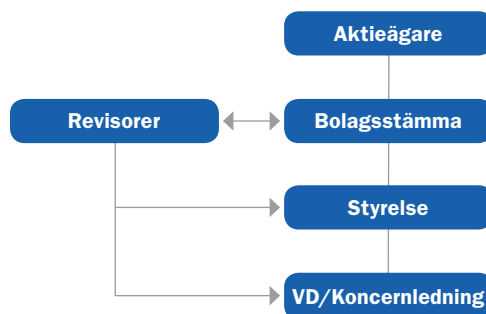 Aktieägare
Revisorer
Bolagsstämma
Styrelse
VD/Koncernledning